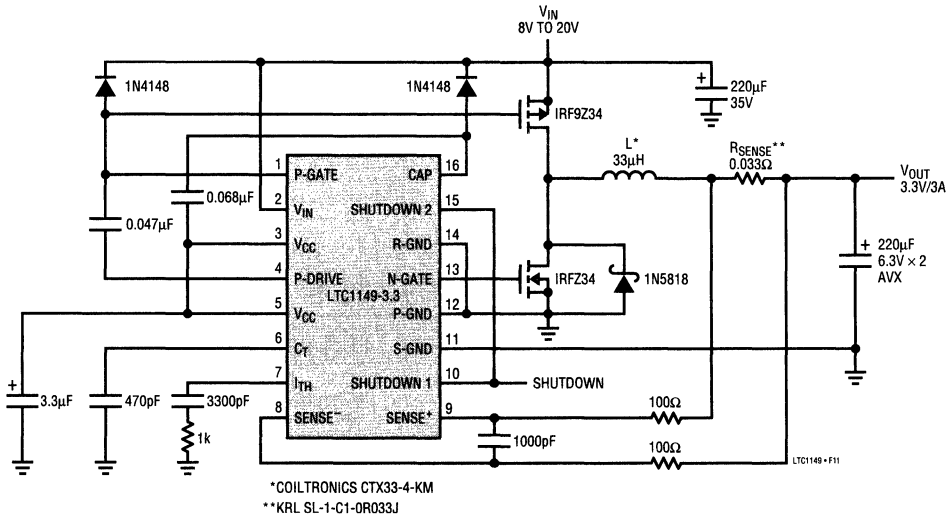 VIN
8V TO 20V
1N4148
1N4148
+
220µF
35V
IRF9Z34
L*
33µH
RSENSE**
0.033Ω
VOUT
3.3V/3A
1
P-GATE
CAP
16
0.068µF
2
VIN
SHUTDOWN 2
15
0.047µF
3
VCC
R-GND
14
4
P-DRIVE
N-GATE
13
IRFZ34
1N5818
+
220µF
6.3V × 2
AVX
LTC1149-3.3
5
VCC
P-GND
12
6
CT
S-GND
11
7
ITH
SHUTDOWN 1
10
SHUTDOWN
+
3.3µF
470pF
3300pF
8
SENSE–
SENSE+
9
100Ω
1k
1000pF
100Ω
LTC1149 • F11
*COILTRONICS CTX33-4-KM
**KRL SL-1-C1-0R033J